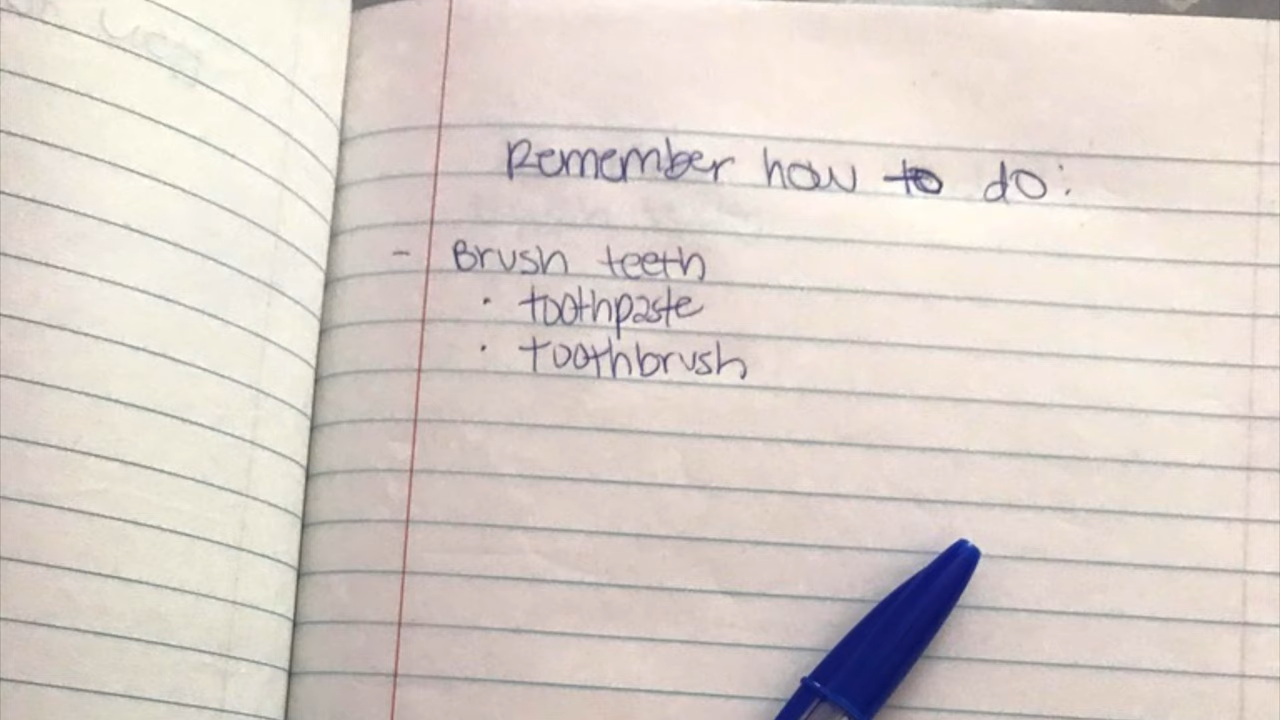 Remember how to do:
- Brush teeth
• toothpaste
• toothbrush